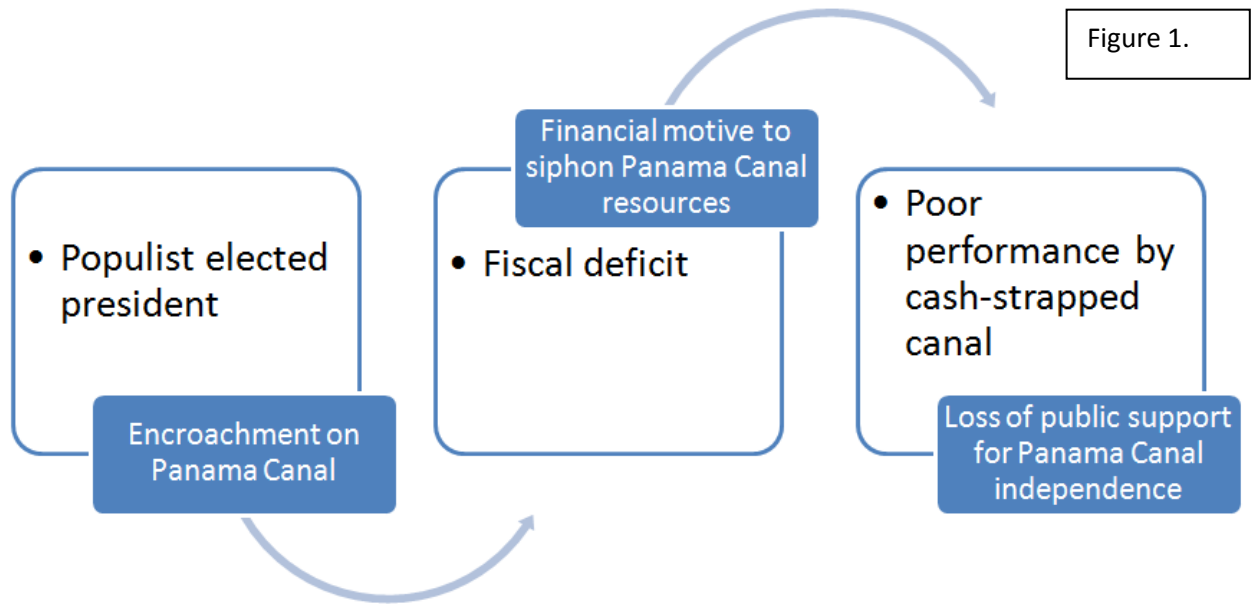 Figure 1.
• Populist elected
president
Encroachment on
Panama Canal
Financial motive to
siphon Panama Canal
resources
• Fiscal deficit
• Poor
performance by
cash-strapped
canal
Loss of public support
for Panama Canal
independence